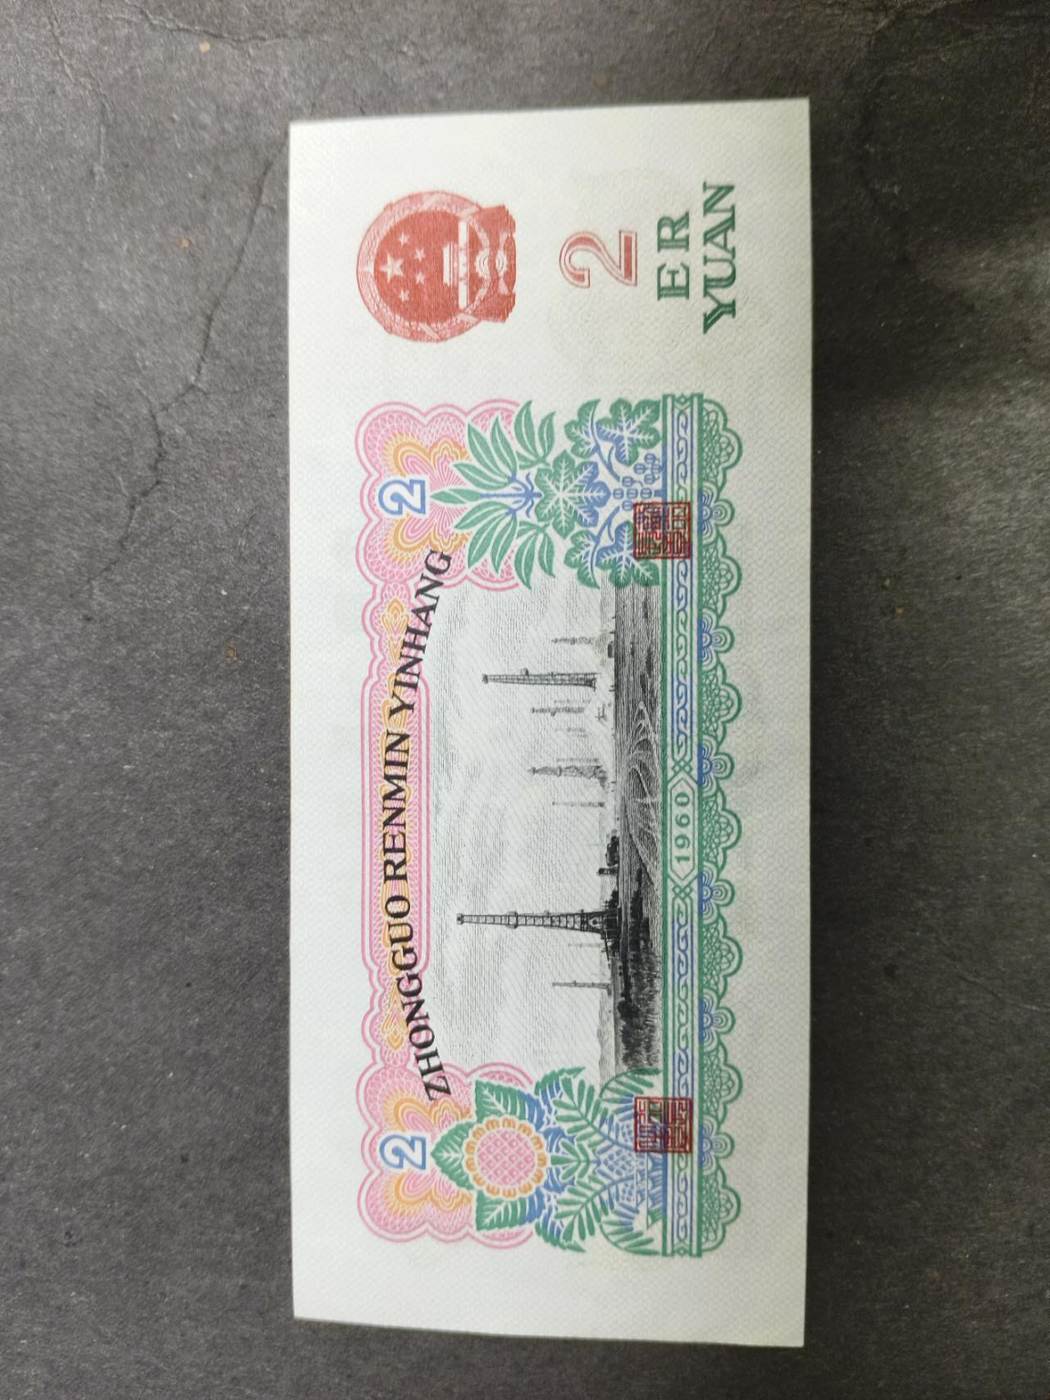 ZHONGGUO RENMIN YINHANG
2
2
2
ER
YUAN
1960